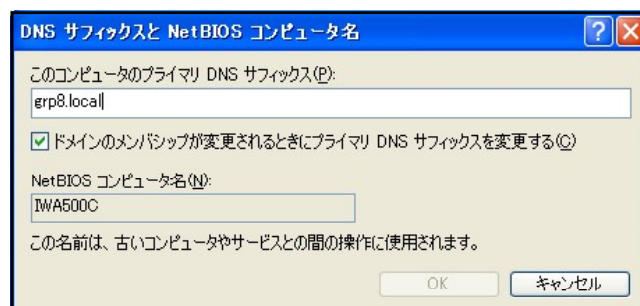 DNS サフィックスと NetBIOS コンピュータ名
このコンピュータのプライマリ DNS サフィックス(P):
grp8.local
ドメインのメンバシップが変更されるときにプライマリ DNS サフィックスを変更する(C)
NetBIOS コンピュータ名(N):
IWA500C
この名前は、古いコンピュータやサービスとの間の操作に使用されます。
OK キャンセル